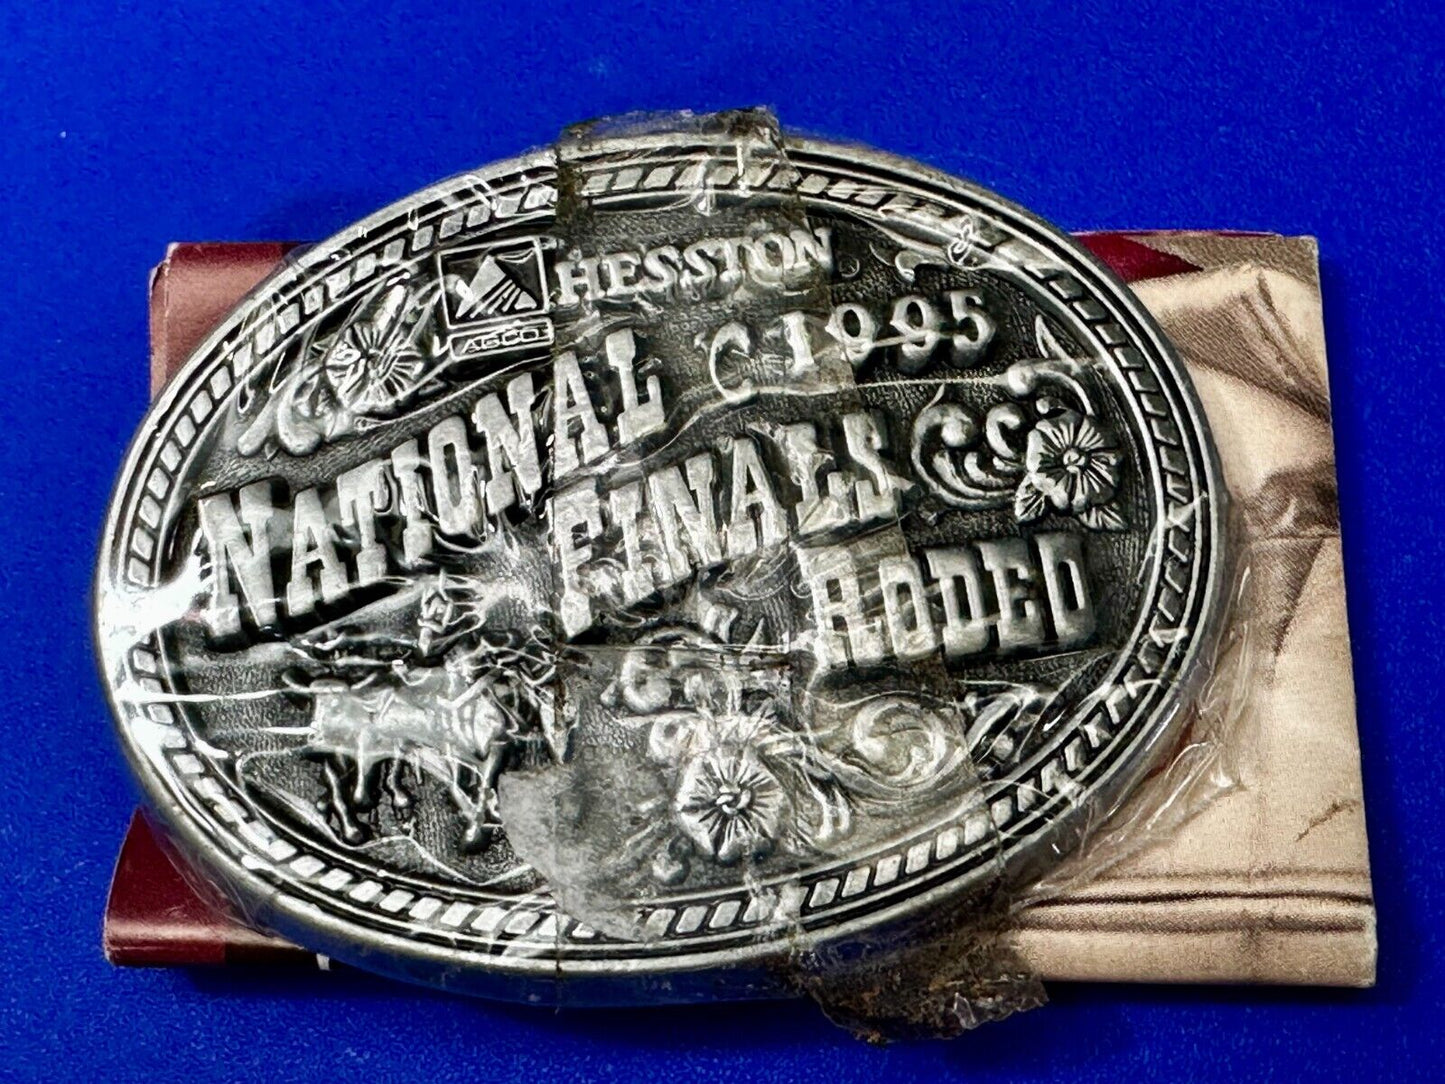 HESSTON
AGCO
C 1995
NATIONAL
FINALS
RODEO